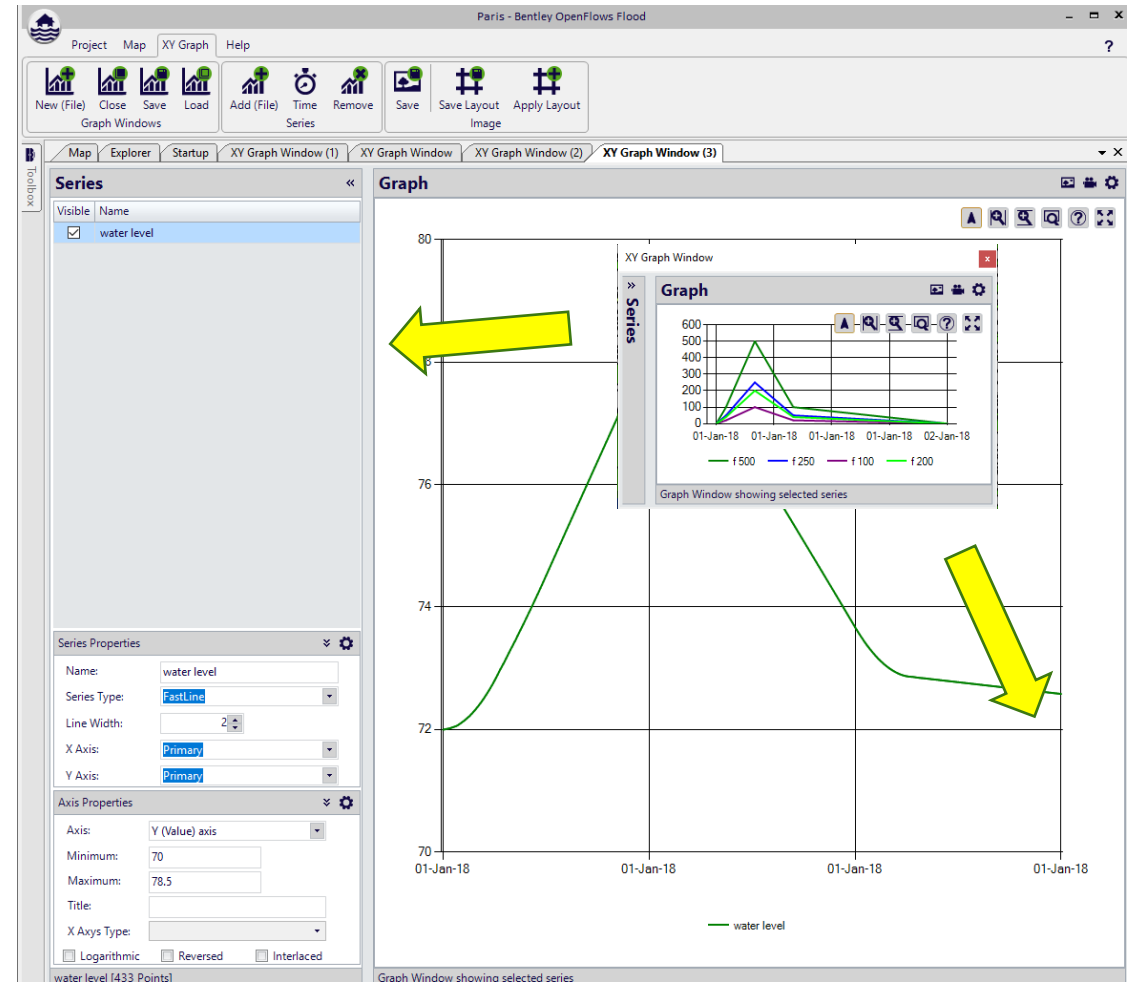 Paris - Bentley OpenFlows Flood
Project Map XY Graph Help ?
New (File) Close Save Load Add (File) Time Remove Save Save Layout Apply Layout
Graph Windows Series Image
Toolbox
Map Explorer Startup XY Graph Window (1) XY Graph Window XY Graph Window (2) XY Graph Window (3)
Series
Visible Name
water level
Series Properties
Name: water level
Series Type: FastLine
Line Width: 2
X Axis: Primary
Y Axis: Primary
Axis Properties
Axis: Y (Value) axis
Minimum: 70
Maximum: 78.5
Title:
X Axys Type:
Logarithmic Reversed Interlaced
water level [433 Points]
Graph
80
8
76
74
72
70
01-Jan-18 01-Jan-18 01-Jan-18 01-Jan-18
water level
Graph Window showing selected series
XY Graph Window
Series
Graph
600
500
400
300
200
100
0
01-Jan-18 01-Jan-18 01-Jan-18 01-Jan-18 02-Jan-18
f 500 f 250 f 100 f 200
Graph Window showing selected series